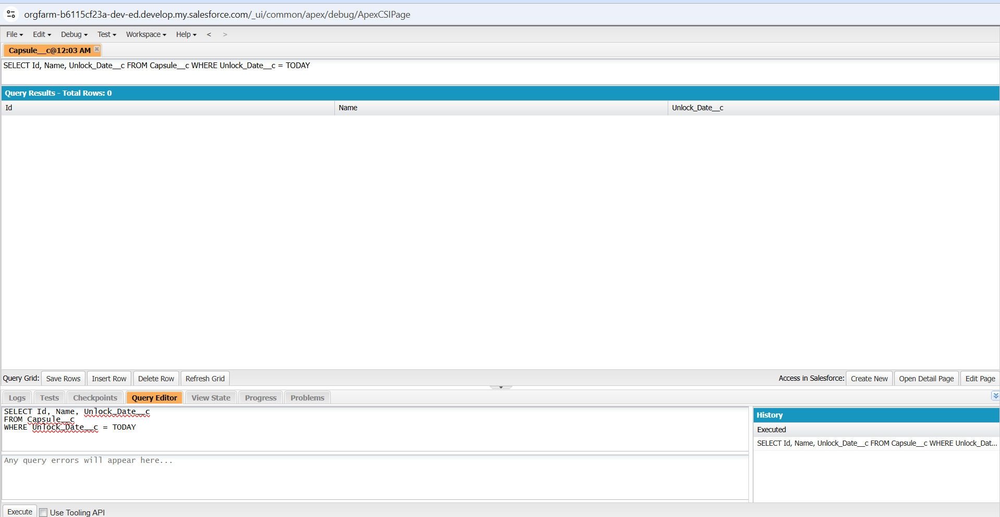 orgfarm-b6115cf23a-dev-ed.develop.my.salesforce.com/_ui/common/apex/debug/ApexCSIPage
File Edit Debug Test Workspace Help < >
Capsule__c@12:03 AM
SELECT Id, Name, Unlock_Date__c FROM Capsule__c WHERE Unlock_Date__c = TODAY
Query Results - Total Rows: 0
Id Name Unlock_Date__c
Query Grid: Save Rows Insert Row Delete Row Refresh Grid Access in Salesforce: Create New Open Detail Page Edit Page
Logs Tests Checkpoints Query Editor View State Progress Problems
SELECT Id, Name, Unlock_Date__c
FROM Capsule__c
WHERE Unlock_Date__c = TODAY
Any query errors will appear here...
History
Executed
SELECT Id, Name, Unlock_Date__c FROM Capsule__c WHERE Unlock_Dat...
Execute Use Tooling API